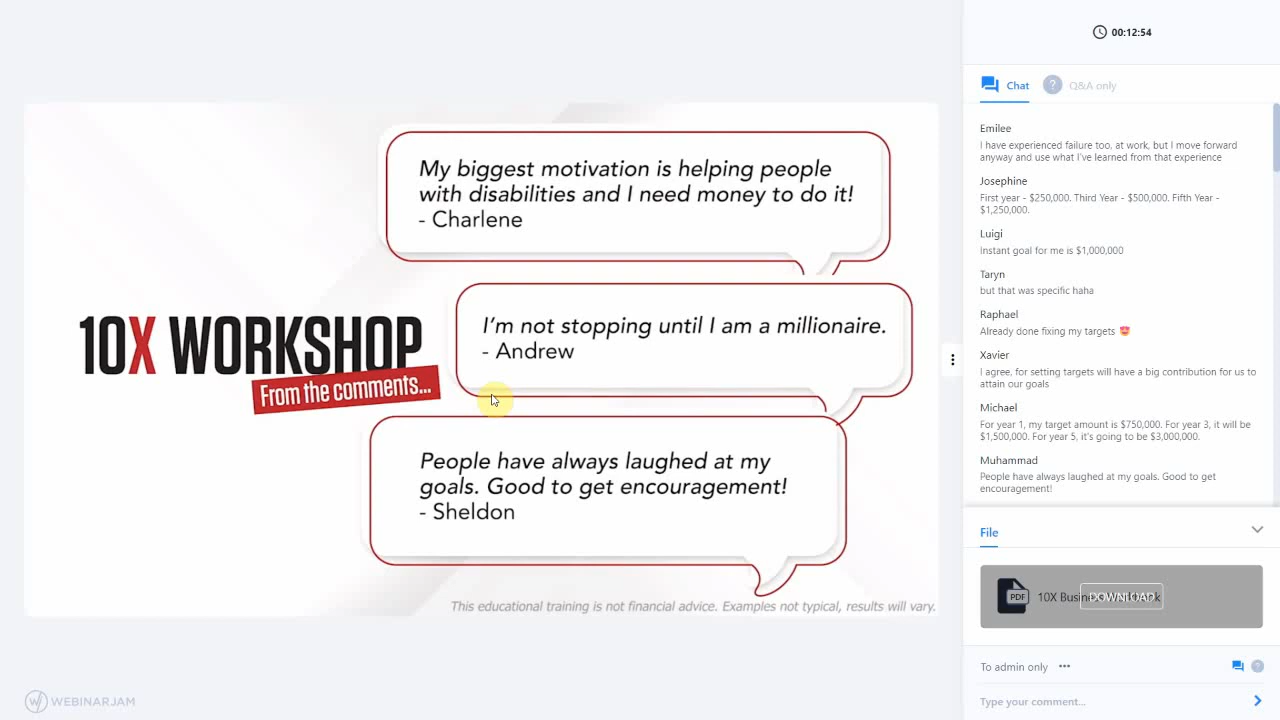 My biggest motivation is helping people
with disabilities and I need money to do it!
- Charlene
I'm not stopping until I am a millionaire.
- Andrew
10X WORKSHOP
From the comments...
People have always laughed at my
goals. Good to get encouragement!
- Sheldon
This educational training is not financial advice. Examples not typical, results will vary.
WEBINARJAM
00:12:54
Chat
? Q&A only
Emilee
I have experienced failure too, at work, but I move forward
anyway and use what I've learned from that experience
Josephine
First year - $250,000. Third Year - $500,000. Fifth Year -
$1,250,000.
Luigi
Instant goal for me is $1,000,000
Taryn
but that was specific haha
Raphael
Already done fixing my targets 😍
Xavier
I agree, for setting targets will have a big contribution for us to
attain our goals
Michael
For year 1, my target amount is $750,000. For year 3, it will be
$1,500,000. For year 5, it's going to be $3,000,000.
Muhammad
People have always laughed at my goals. Good to get
encouragement!
File
PDF
10X
DOWNLOAD
To admin only •••
?
Type your comment...